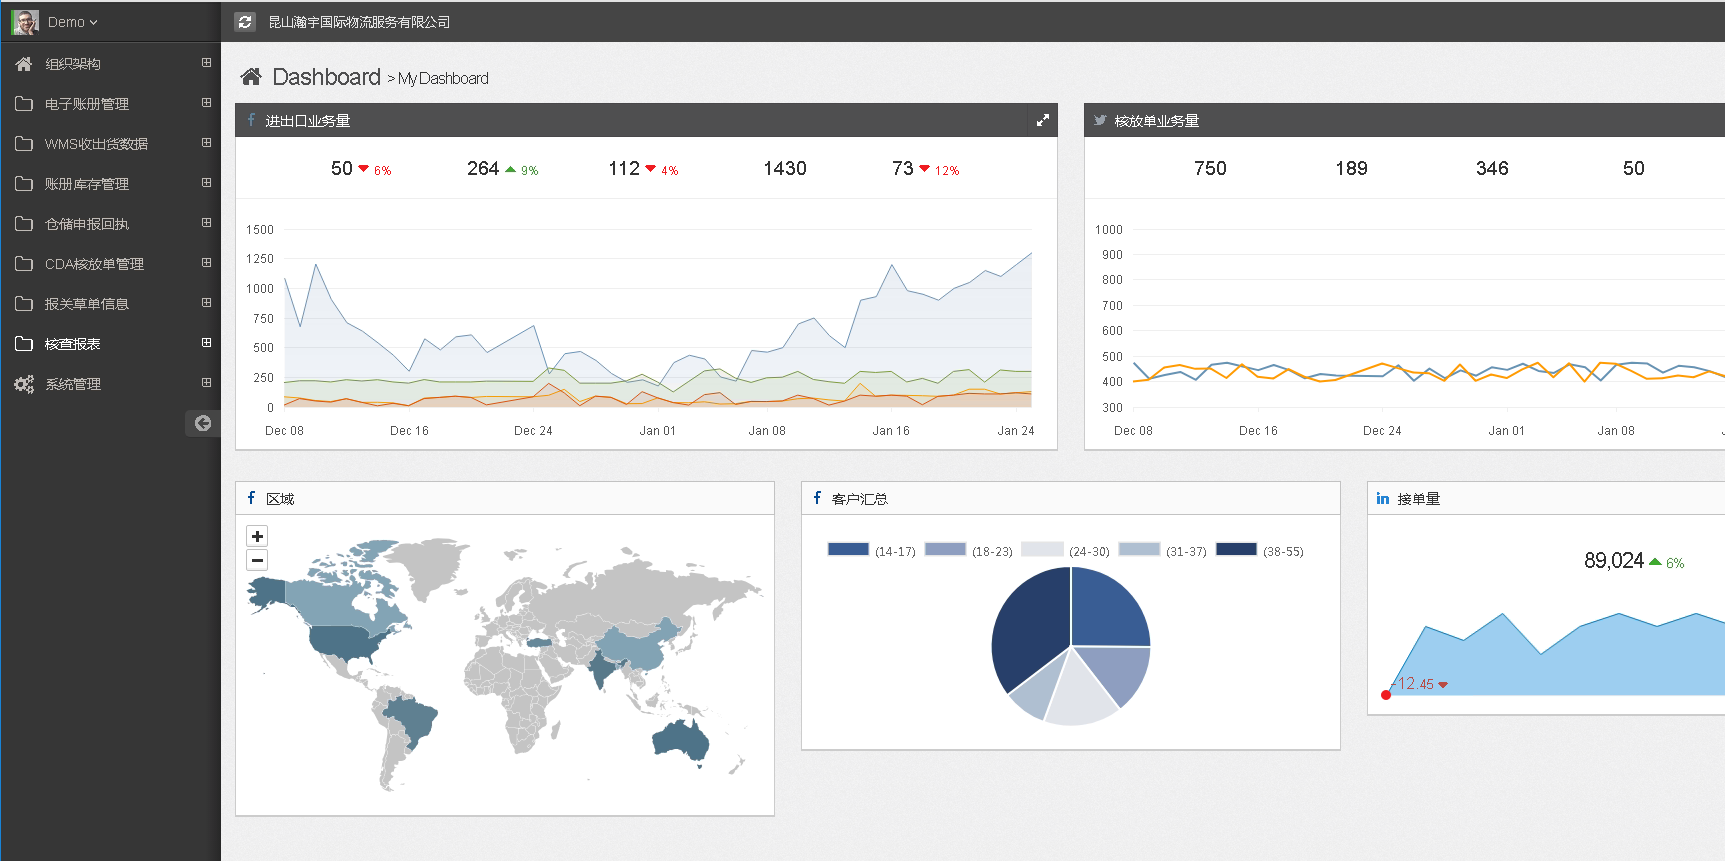 Demo
昆山瀚宇国际物流服务有限公司
组织架构
电子账册管理
WMS收出货数据
账册库存管理
仓储申报回执
CDA核放单管理
报关草单信息
核查报表
系统管理
Dashboard > My Dashboard
进出口业务量
50 6% 264 9% 112 4% 1430 73 12%
1500
1250
1000
750
500
250
0
Dec 08 Dec 16 Dec 24 Jan 01 Jan 08 Jan 16 Jan 24
核放单业务量
750 189 346 50
1000
900
800
700
600
500
400
300
Dec 08 Dec 16 Dec 24 Jan 01 Jan 08
区域
+
−
客户汇总
(14-17) (18-23) (24-30) (31-37) (38-55)
接单量
89,024 6%
-12.45